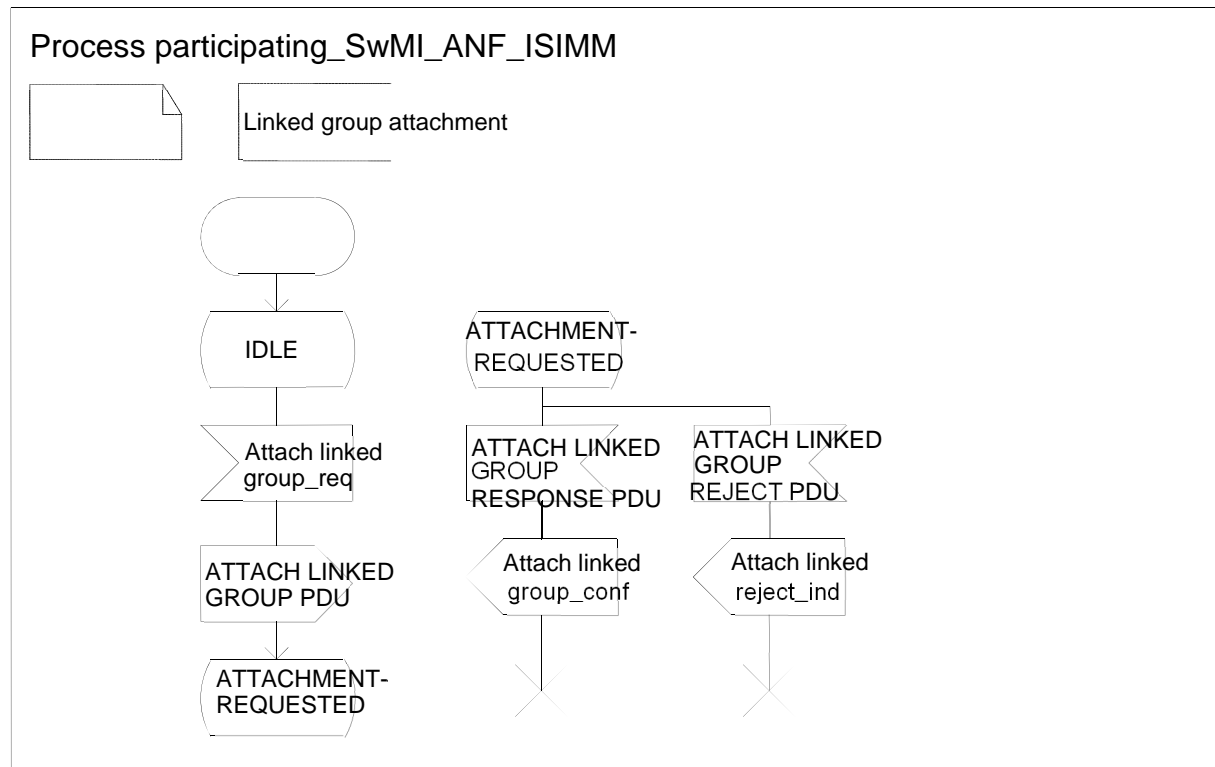 Process participating_SwMI_ANF_ISIMM
Linked group attachment
IDLE
Attach linked
group_req
ATTACH LINKED
GROUP PDU
ATTACHMENT-
REQUESTED
ATTACHMENT-
REQUESTED
ATTACH LINKED
GROUP
RESPONSE PDU
Attach linked
group_conf
ATTACH LINKED
GROUP
REJECT PDU
Attach linked
reject_ind